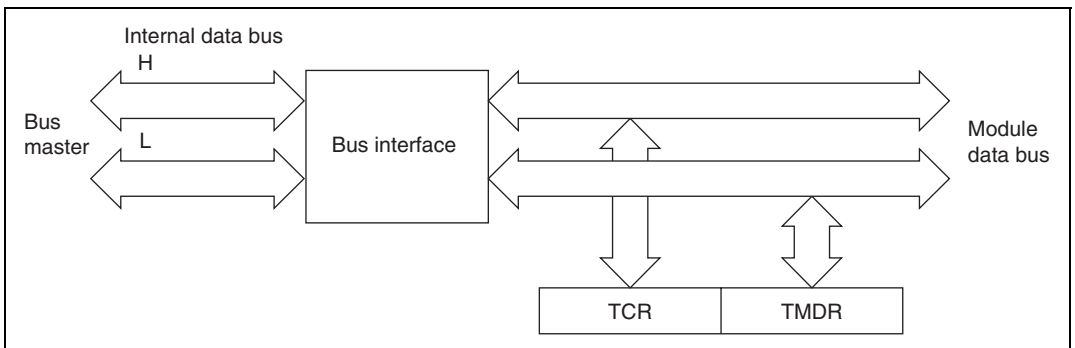 Internal data bus
H
Bus
master
L
Bus interface
Module
data bus
TCR
TMDR